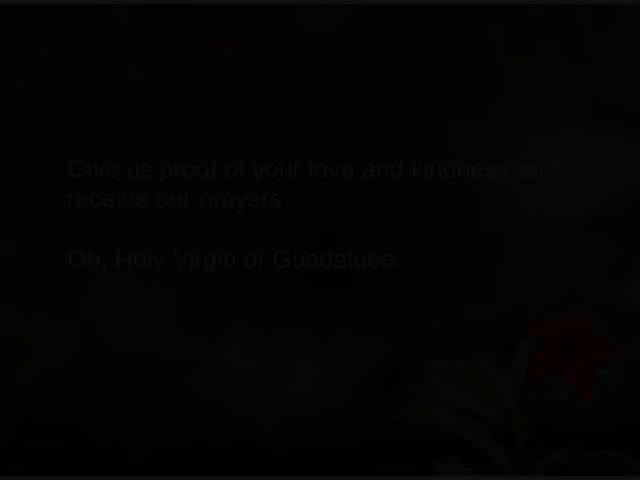 Give us proof of your love and kindness and
receive our prayers.
Oh, Holy Virgin of Guadalupe.